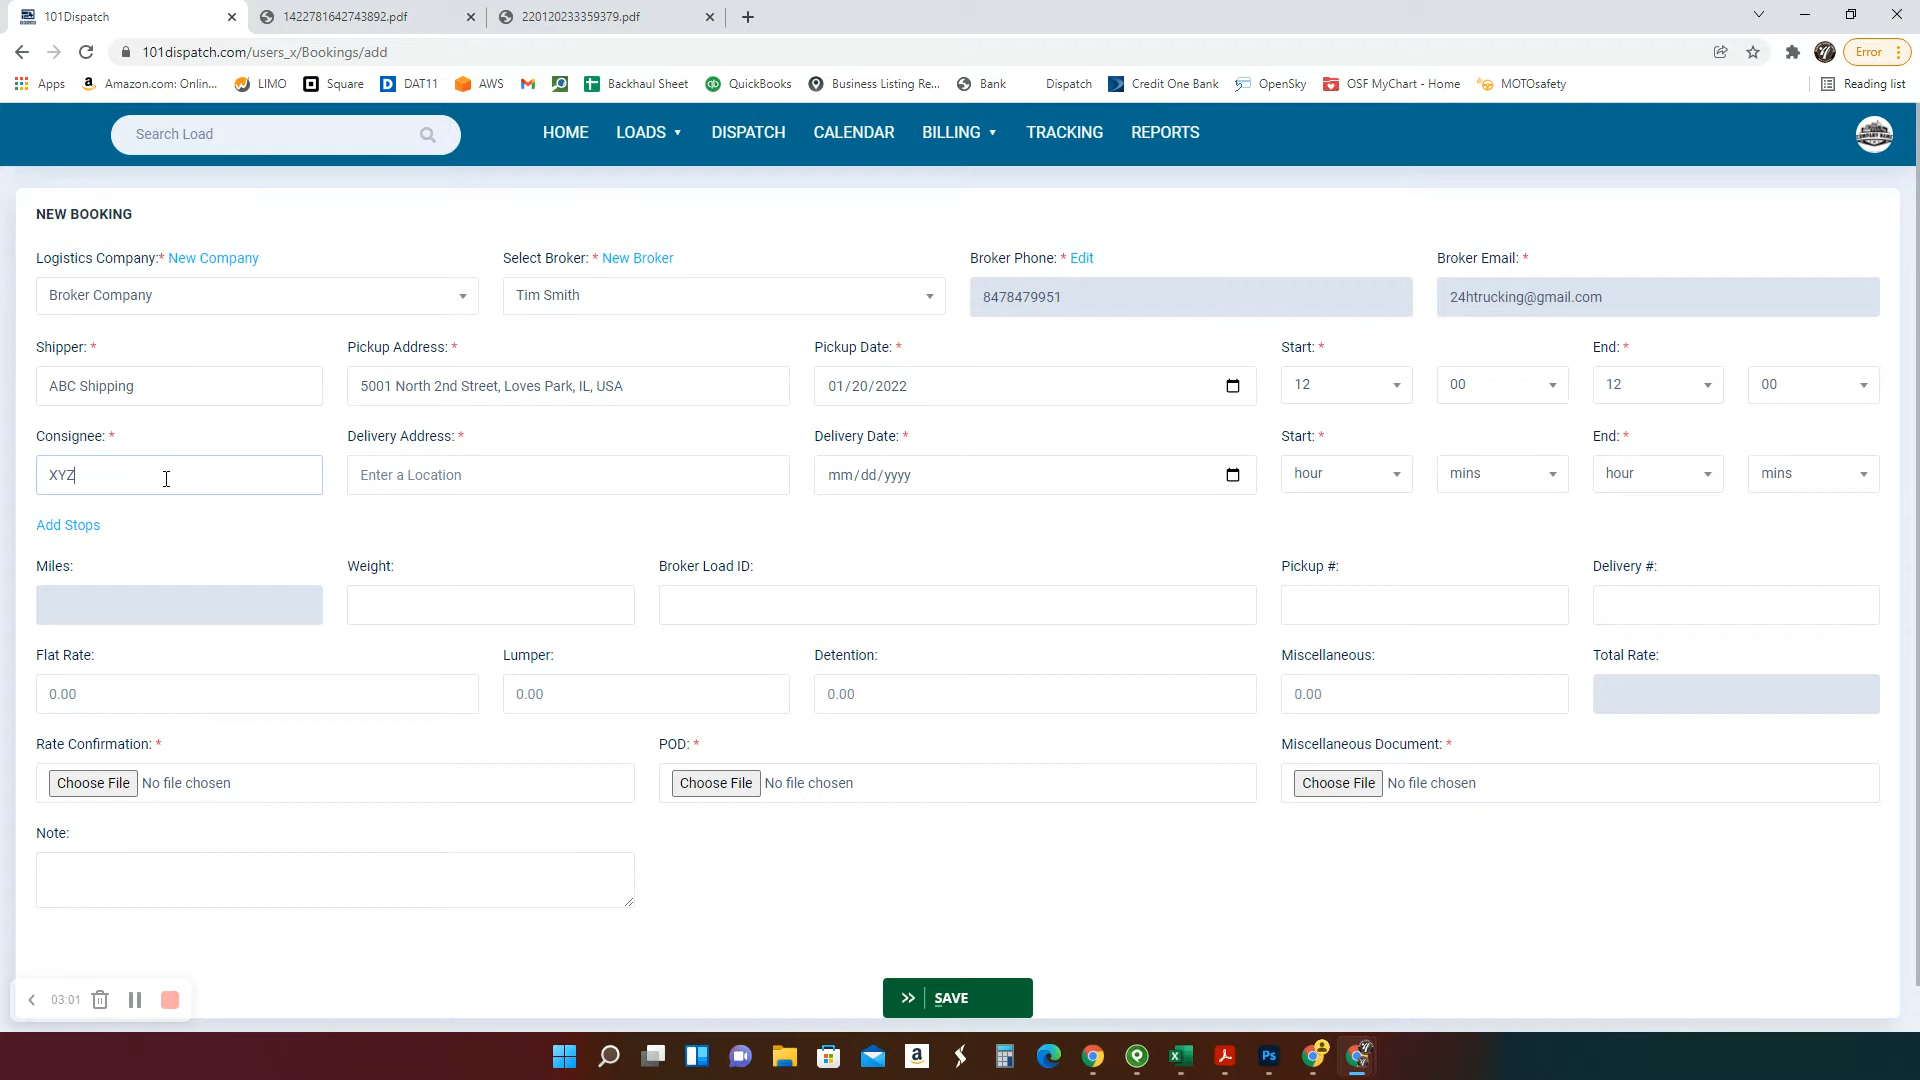 101Dispatch
1422781642743892.pdf
220120233359379.pdf
101dispatch.com/users_x/Bookings/add
Error
Apps
Amazon.com: Onlin...
LIMO
Square
DAT11
AWS
Backhaul Sheet
QuickBooks
Business Listing Re...
Bank
Dispatch
Credit One Bank
OpenSky
OSF MyChart - Home
MOTOsafety
Reading list
Search Load
HOME
LOADS
DISPATCH
CALENDAR
BILLING
TRACKING
REPORTS
NEW BOOKING
Logistics Company:* New Company
Select Broker: * New Broker
Broker Phone: * Edit
Broker Email: *
Broker Company
Tim Smith
8478479951
24htrucking@gmail.com
Shipper: *
Pickup Address: *
Pickup Date: *
Start: *
End: *
ABC Shipping
5001 North 2nd Street, Loves Park, IL, USA
01/20/2022
12
00
12
00
Consignee: *
Delivery Address: *
Delivery Date: *
Start: *
End: *
XYZ
Enter a Location
mm/dd/yyyy
hour
mins
hour
mins
Add Stops
Miles:
Weight:
Broker Load ID:
Pickup #:
Delivery #:
Flat Rate:
Lumper:
Detention:
Miscellaneous:
Total Rate:
0.00
0.00
0.00
0.00
Rate Confirmation: *
POD: *
Miscellaneous Document: *
Choose File No file chosen
Choose File No file chosen
Choose File No file chosen
Note:
03:01
SAVE